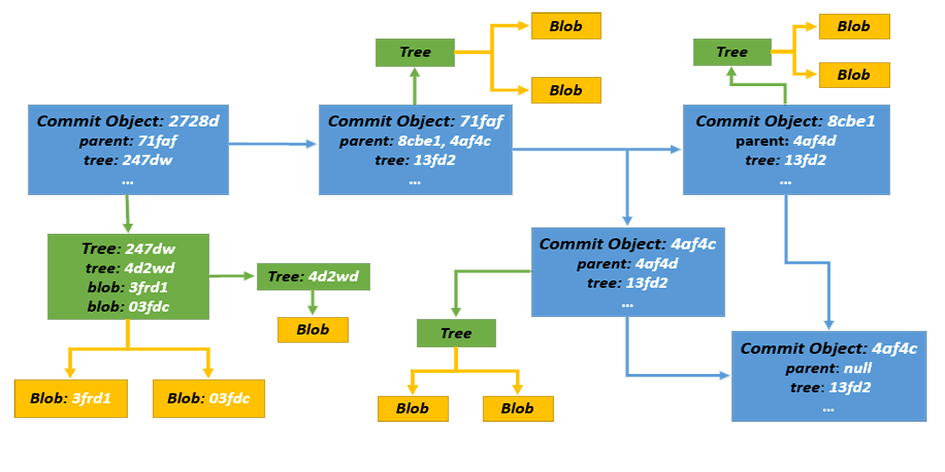 Blob
Tree
Blob
Blob
Tree
Blob
Commit Object: 2728d
parent: 71faf
tree: 247dw
...
Commit Object: 71faf
parent: 8cbe1, 4af4c
tree: 13fd2
...
Commit Object: 8cbe1
parent: 4af4d
tree: 13fd2
...
Tree: 247dw
tree: 4d2wd
blob: 3frd1
blob: 03fdc
Tree: 4d2wd
Blob
Commit Object: 4af4c
parent: 4af4d
tree: 13fd2
...
Tree
Blob
Blob
Commit Object: 4af4c
parent: null
tree: 13fd2
...
Blob: 3frd1
Blob: 03fdc